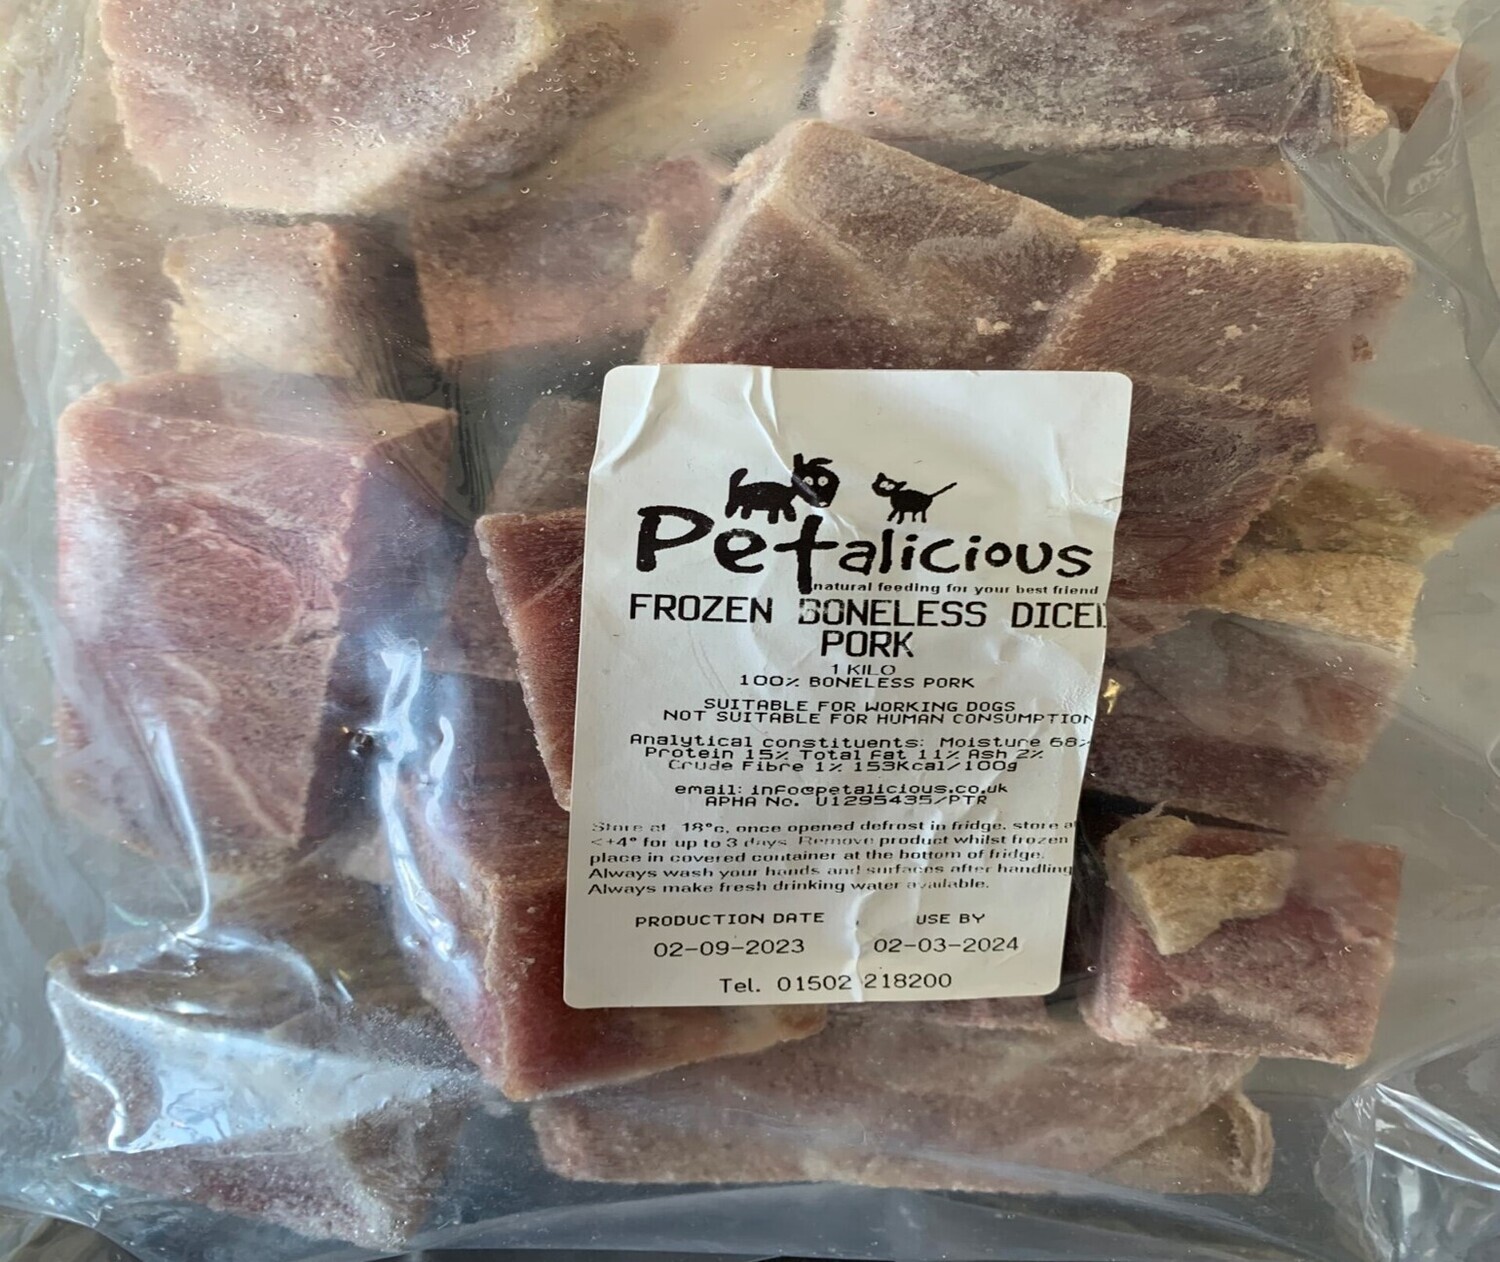 Petalicious
natural feeding for your best friend
FROZEN BONELESS DICED
PORK
1 KILO
100% BONELESS PORK
SUITABLE FOR WORKING DOGS
NOT SUITABLE FOR HUMAN CONSUMPTION
Analytical constituents: Moisture 68%
Protein 15% Total Fat 11% Ash 2%
Crude Fibre 1% 153Kcal/100g
email: info@petalicious.co.uk
APHA No. U1295435/PTR
Store at -18°c, once opened defrost in fridge. store at
<+4° for up to 3 days Remove product whilst frozen
place in covered container at the bottom of fridge.
Always wash your hands and surfaces after handling
Always make fresh drinking water available.
PRODUCTION DATE USE BY
02-09-2023 02-03-2024
Tel. 01502 218200